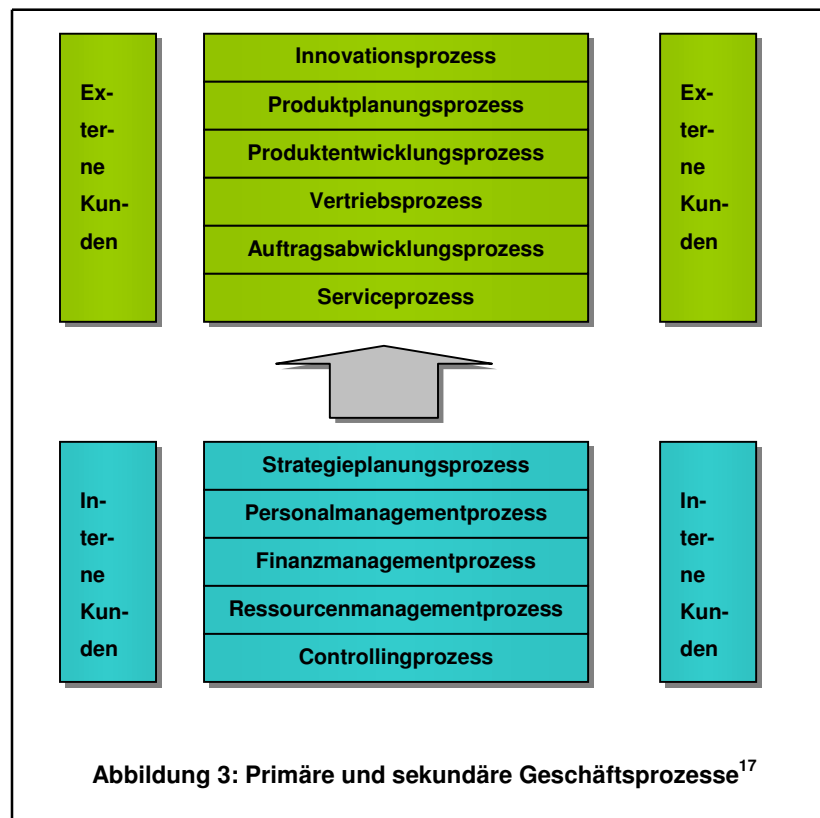 Ex-
ter-
ne
Kun-
den
Innovationsprozess
Produktplanungsprozess
Produktentwicklungsprozess
Vertriebsprozess
Auftragsabwicklungsprozess
Serviceprozess
Ex-
ter-
ne
Kun-
den
In-
ter-
ne
Kun-
den
Strategieplanungsprozess
Personalmanagementprozess
Finanzmanagementprozess
Ressourcenmanagementprozess
Controllingprozess
In-
ter-
ne
Kun-
den
Abbildung 3: Primäre und sekundäre Geschäftsprozesse17